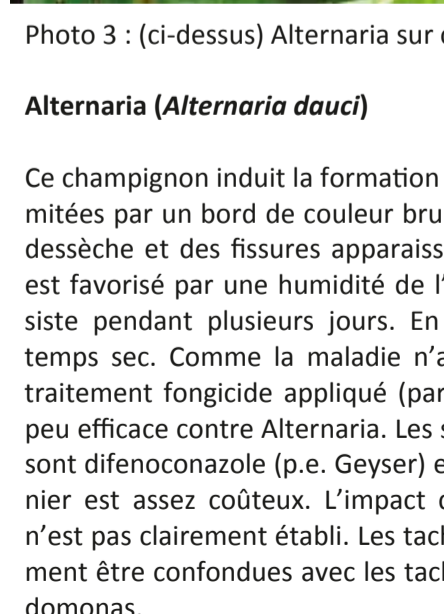 Photo 3 : (ci-dessus) Alternaria sur
Alternaria (Alternaria dauci)
Ce champignon induit la formation
mitées par un bord de couleur bru
dessèche et des fissures apparaiss
est favorisé par une humidité de l’
siste pendant plusieurs jours. En
temps sec. Comme la maladie n’a
traitement fongicide appliqué (par
peu efficace contre Alternaria. Les s
sont difenoconazole (p.e. Geyser) e
nier est assez coûteux. L’impact
n’est pas clairement établi. Les tach
ment être confondues avec les tach
domonas.